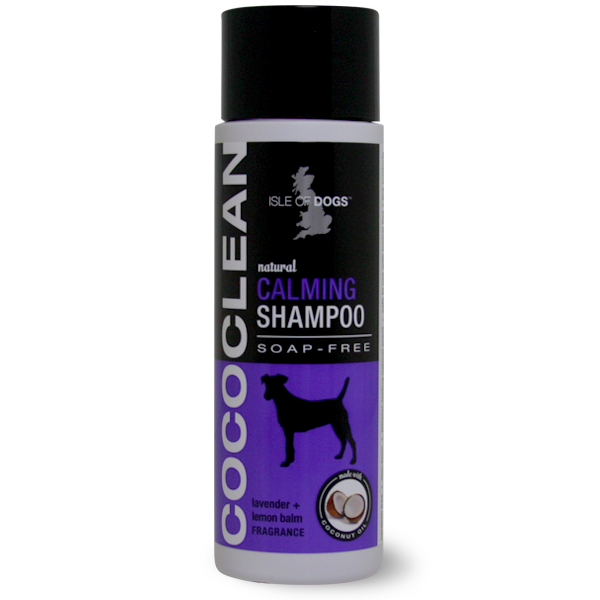 COCOCLEAN
ISLE OF DOGS™
natural
CALMING
SHAMPOO
SOAP-FREE
lavender +
lemon balm
FRAGRANCE
made with
COCONUT OIL